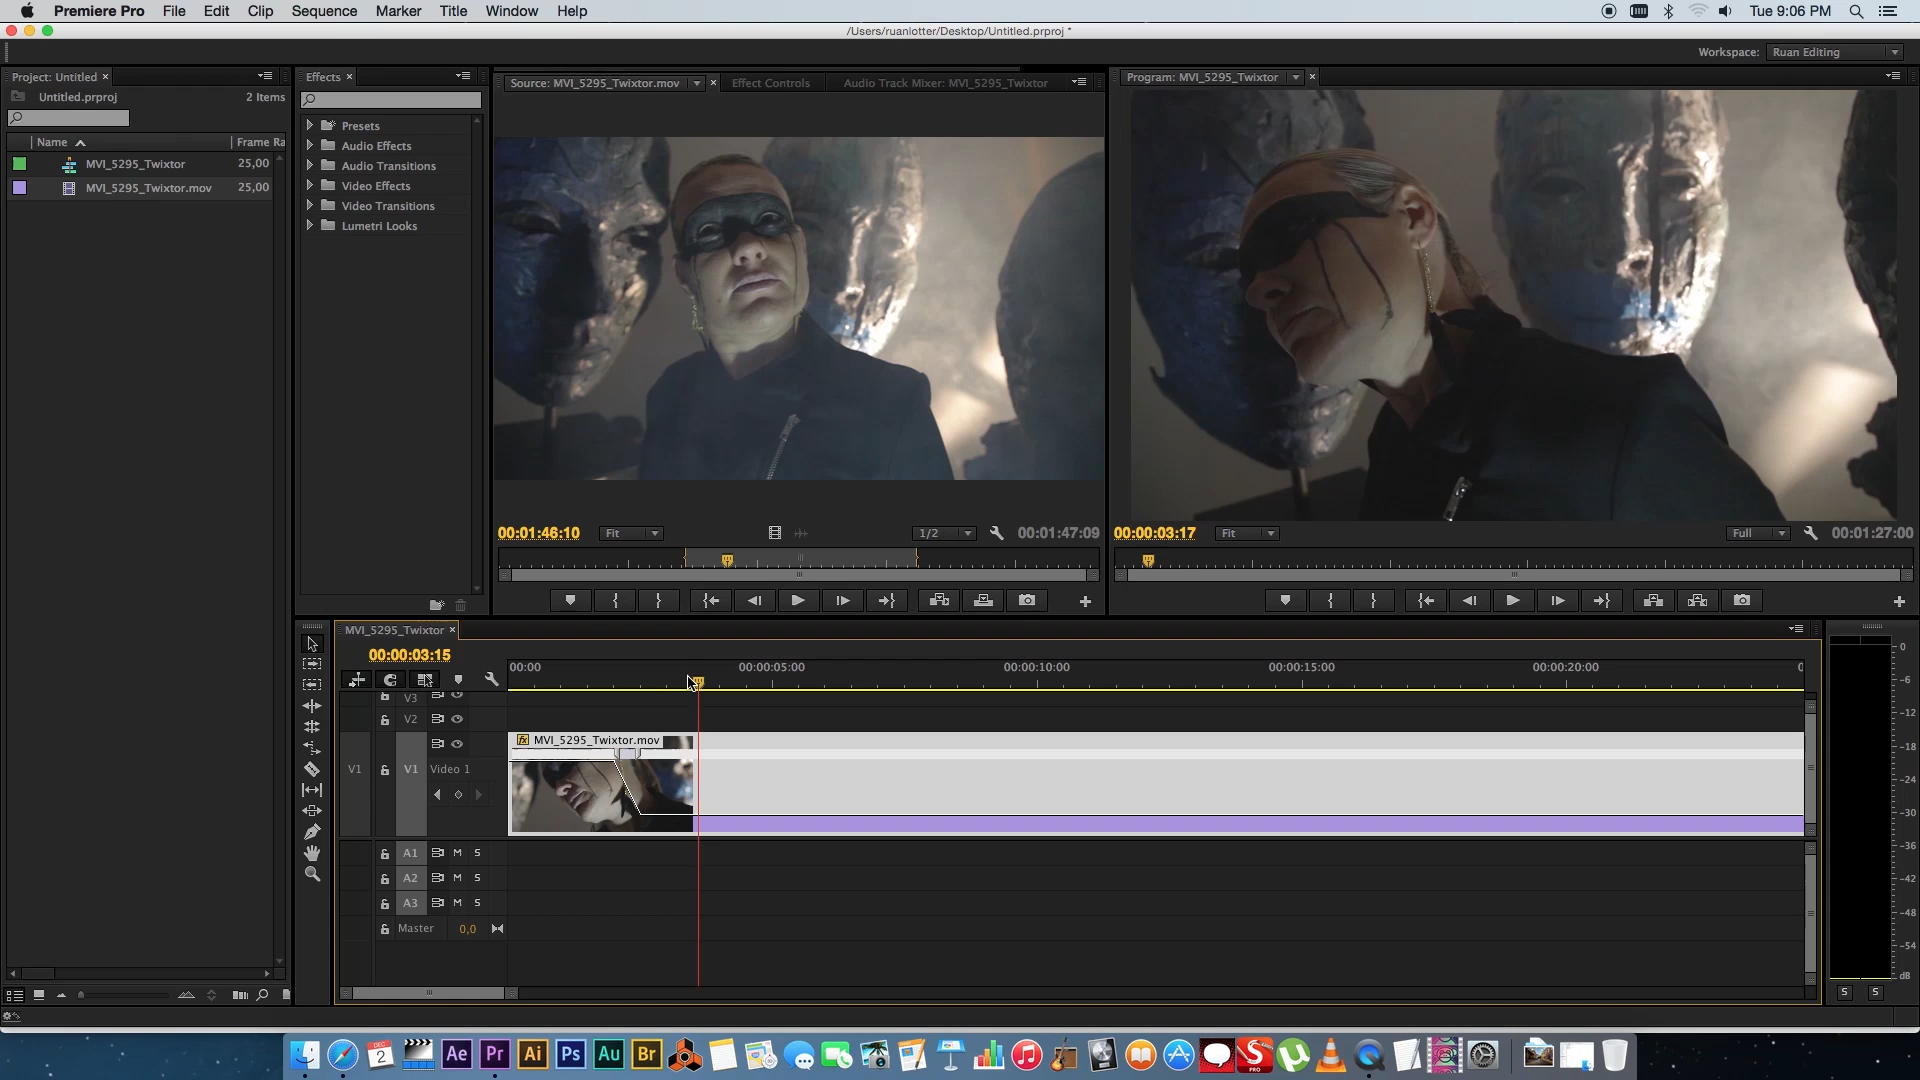 Premiere Pro File Edit Clip Sequence Marker Title Window Help Tue 9:06 PM
/Users/ruanlotter/Desktop/Untitled.prproj *
Workspace: Ruan Editing
Project: Untitled ×
Untitled.prproj 2 Items
Name Frame Ra
MVI_5295_Twixtor 25,00
MVI_5295_Twixtor.mov 25,00
Effects ×
Presets
Audio Effects
Audio Transitions
Video Effects
Video Transitions
Lumetri Looks
Source: MVI_5295_Twixtor.mov × Effect Controls Audio Track Mixer: MVI_5295_Twixtor
00:01:46:10 Fit 1/2 00:01:47:09
Program: MVI_5295_Twixtor ×
00:00:03:17 Fit Full 00:01:27:00
MVI_5295_Twixtor ×
00:00:03:15
00:00 00:00:05:00 00:00:10:00 00:00:15:00 00:00:20:00 0
V3
V2
fx MVI_5295_Twixtor.mov
V1 V1 Video 1
A1 M S
A2 M S
A3 M S
Master 0,0
0
-6
-12
-18
-24
-30
-36
-42
-48
-54
dB
S S
DEC 2 Ae Pr Ai Ps Au Br S PRO